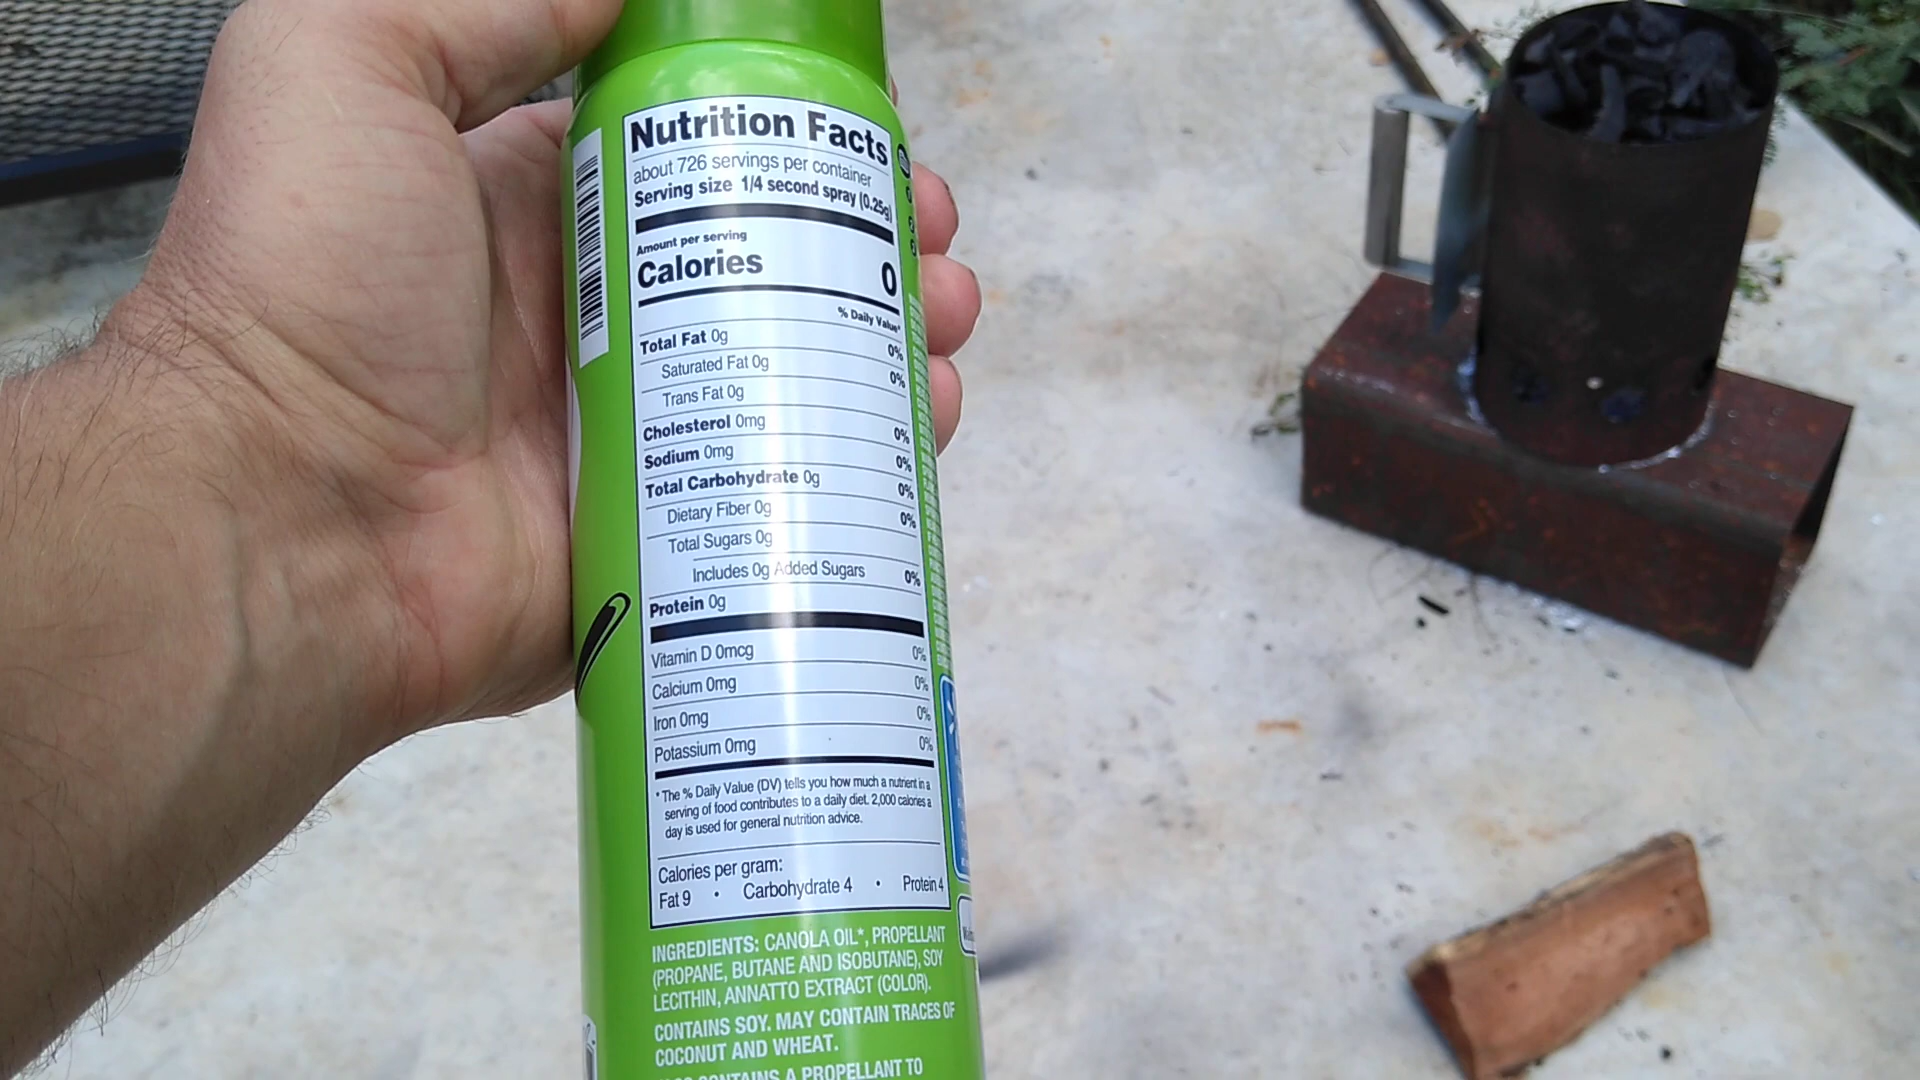 Nutrition Facts
about 726 servings per container
Serving size 1/4 second spray (0.25g)
Amount per serving
Calories 0
% Daily Value*
Total Fat 0g 0%
Saturated Fat 0g 0%
Trans Fat 0g
Cholesterol 0mg 0%
Sodium 0mg 0%
Total Carbohydrate 0g 0%
Dietary Fiber 0g 0%
Total Sugars 0g
Includes 0g Added Sugars 0%
Protein 0g
Vitamin D 0mcg 0%
Calcium 0mg 0%
Iron 0mg 0%
Potassium 0mg 0%
* The % Daily Value (DV) tells you how much a nutrient in a
serving of food contributes to a daily diet. 2,000 calories a
day is used for general nutrition advice.
Calories per gram:
Fat 9 • Carbohydrate 4 • Protein 4
INGREDIENTS: CANOLA OIL*, PROPELLANT
(PROPANE, BUTANE AND ISOBUTANE), SOY
LECITHIN, ANNATTO EXTRACT (COLOR).
CONTAINS SOY. MAY CONTAIN TRACES OF
COCONUT AND WHEAT.
CONTAINS A PROPELLANT TO